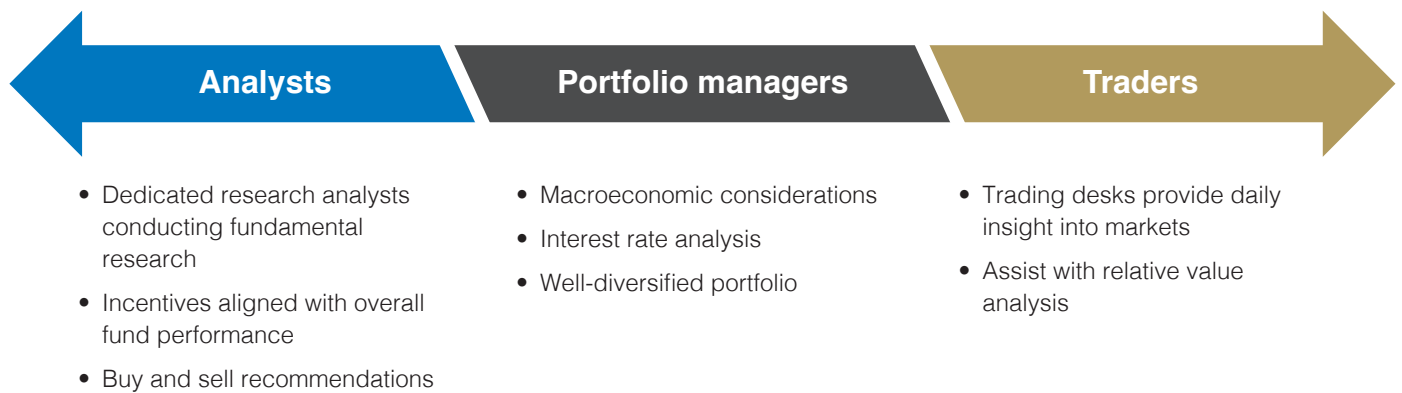 Analysts
Portfolio managers
Traders
• Dedicated research analysts
conducting fundamental
research
• Incentives aligned with overall
fund performance
• Buy and sell recommendations
• Macroeconomic considerations
• Interest rate analysis
• Well-diversified portfolio
• Trading desks provide daily
insight into markets
• Assist with relative value
analysis